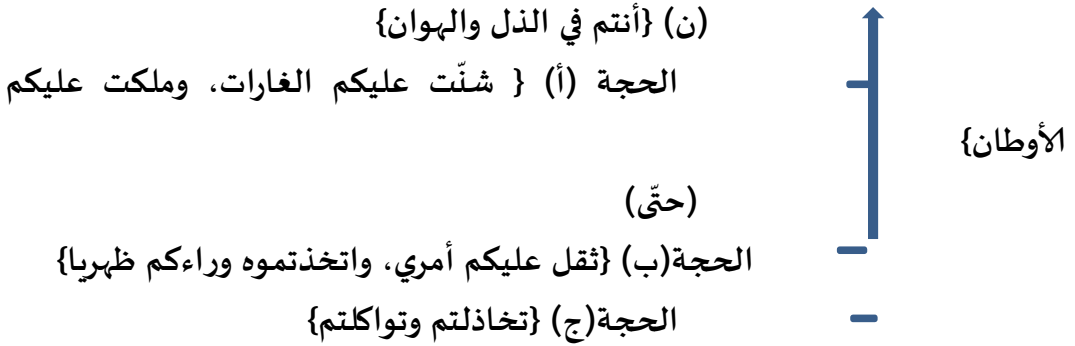 (ن) {أنتم في الذل والهوان}
الحجة (أ) { شنّت عليكم الغارات، وملكت عليكم
الأوطان}
(حتّى)
الحجة(ب) {ثقل عليكم أمري، واتخذتموه وراءكم ظهريا}
الحجة(ج) {تخاذلتم وتواكلتم}